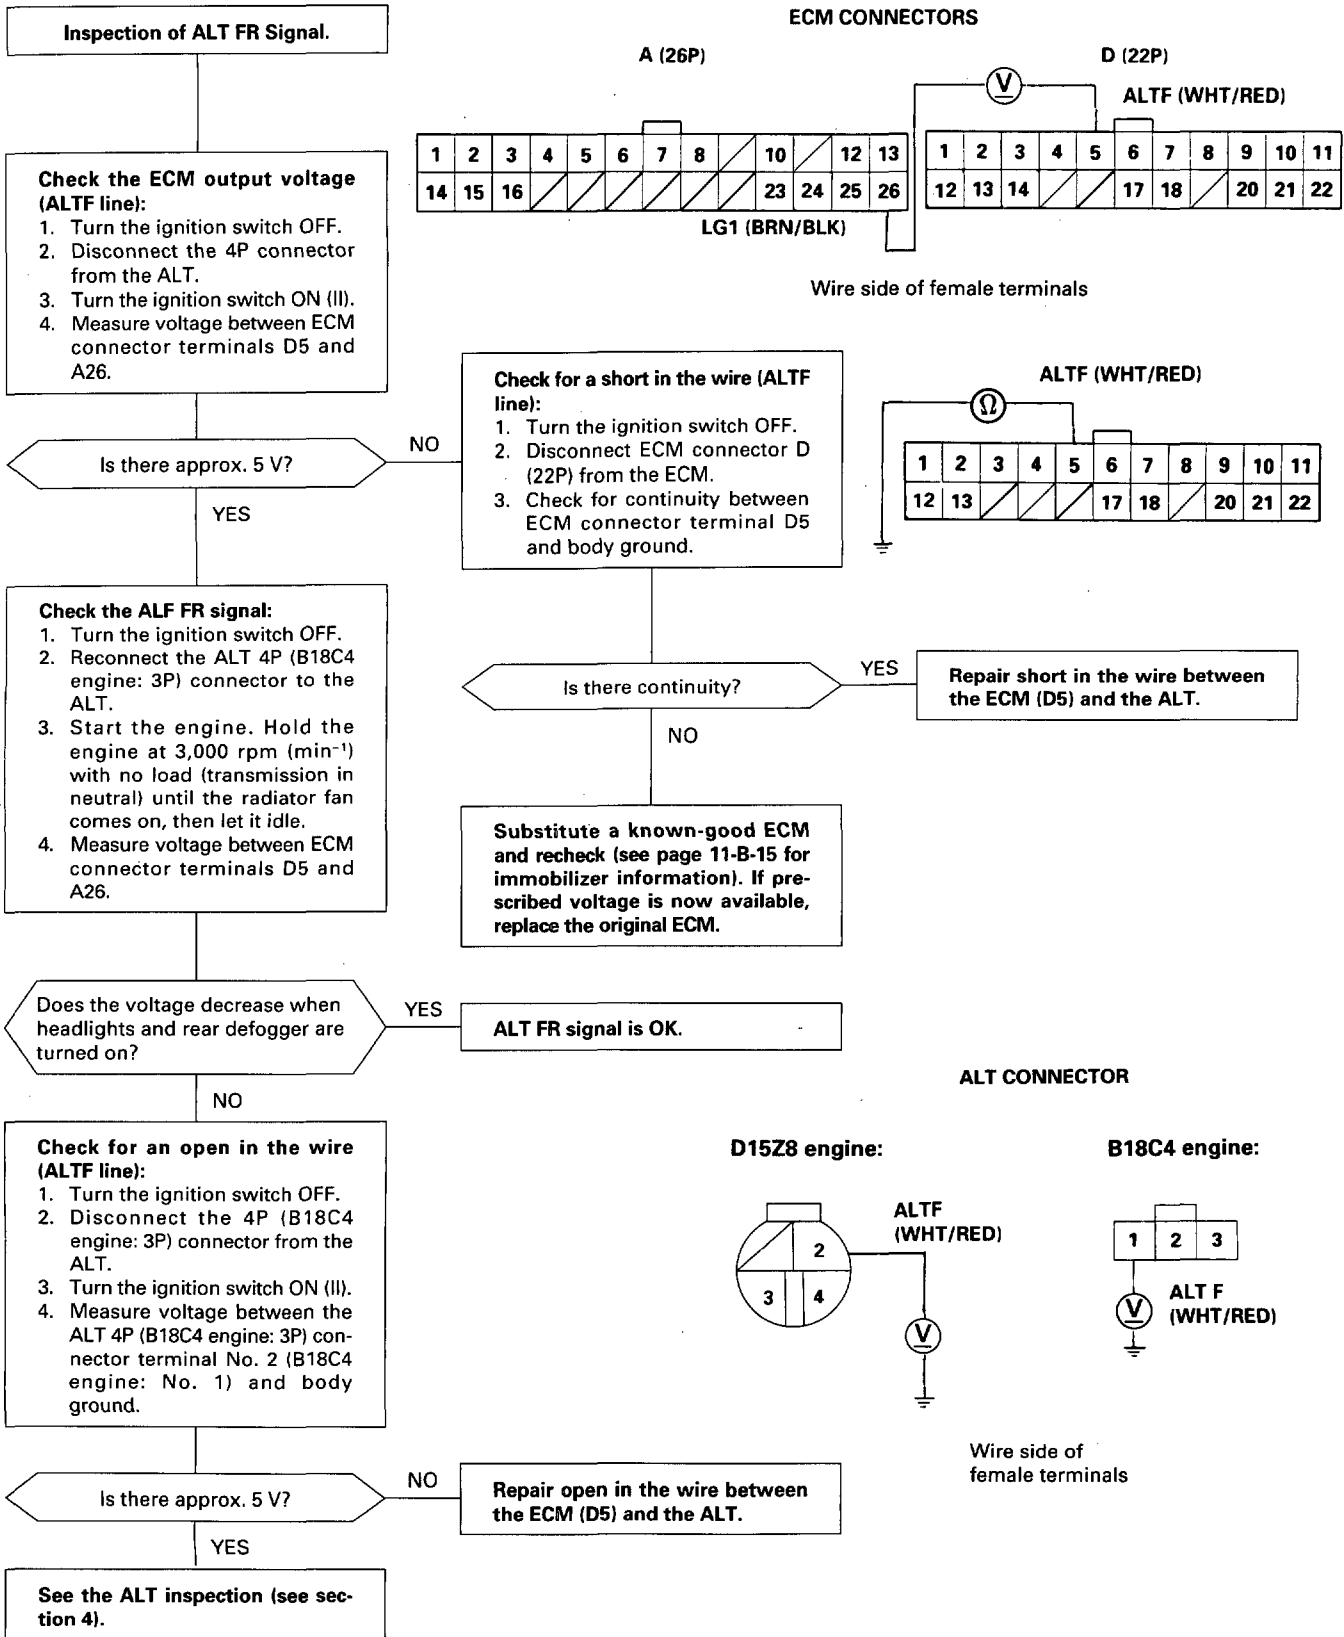 Inspection of ALT FR Signal.
Check the ECM output voltage
(ALTF line):
1. Turn the ignition switch OFF.
2. Disconnect the 4P connector
from the ALT.
3. Turn the ignition switch ON (II).
4. Measure voltage between ECM
connector terminals D5 and
A26.
Is there approx. 5 V?
NO
YES
Check the ALF FR signal:
1. Turn the ignition switch OFF.
2. Reconnect the ALT 4P (B18C4
engine: 3P) connector to the
ALT.
3. Start the engine. Hold the
engine at 3,000 rpm (min⁻¹)
with no load (transmission in
neutral) until the radiator fan
comes on, then let it idle.
4. Measure voltage between ECM
connector terminals D5 and
A26.
Does the voltage decrease when
headlights and rear defogger are
turned on?
YES
ALT FR signal is OK.
NO
Check for an open in the wire
(ALTF line):
1. Turn the ignition switch OFF.
2. Disconnect the 4P (B18C4
engine: 3P) connector from the
ALT.
3. Turn the ignition switch ON (II).
4. Measure voltage between the
ALT 4P (B18C4 engine: 3P) con-
nector terminal No. 2 (B18C4
engine: No. 1) and body
ground.
Is there approx. 5 V?
NO
Repair open in the wire between
the ECM (D5) and the ALT.
YES
See the ALT inspection (see sec-
tion 4).
Check for a short in the wire (ALTF
line):
1. Turn the ignition switch OFF.
2. Disconnect ECM connector D
(22P) from the ECM.
3. Check for continuity between
ECM connector terminal D5
and body ground.
Is there continuity?
YES
Repair short in the wire between
the ECM (D5) and the ALT.
NO
Substitute a known-good ECM
and recheck (see page 11-B-15 for
immobilizer information). If pre-
scribed voltage is now available,
replace the original ECM.
ECM CONNECTORS
A (26P)
D (22P)
V
ALTF (WHT/RED)
1 2 3 4 5 6 7 8 10 12 13
14 15 16 23 24 25 26
1 2 3 4 5 6 7 8 9 10 11
12 13 14 17 18 20 21 22
LG1 (BRN/BLK)
Wire side of female terminals
ALTF (WHT/RED)
Ω
1 2 3 4 5 6 7 8 9 10 11
12 13 17 18 20 21 22
ALT CONNECTOR
D15Z8 engine:
ALTF
(WHT/RED)
2
3 4
V
B18C4 engine:
1 2 3
ALT F
(WHT/RED)
V
Wire side of
female terminals